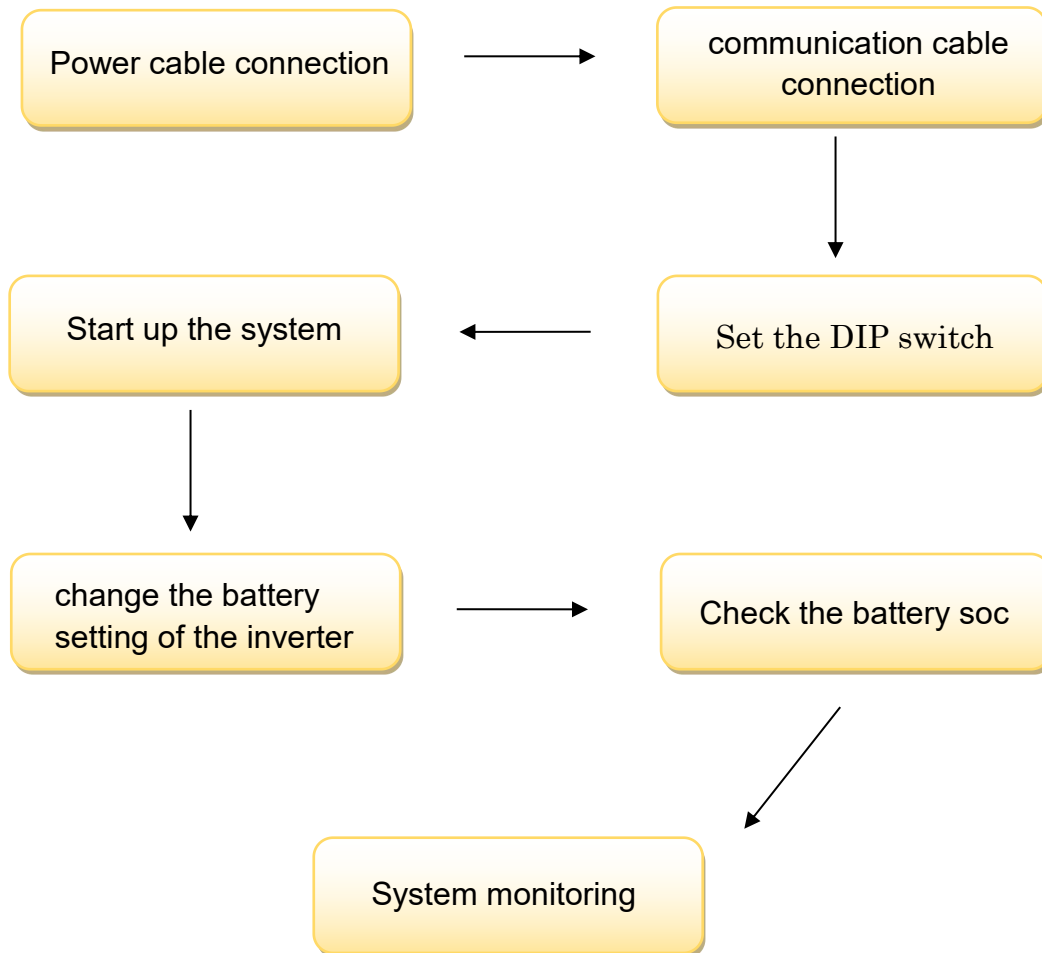 Power cable connection
communication cable
connection
Set the DIP switch
Start up the system
change the battery
setting of the inverter
Check the battery soc
System monitoring